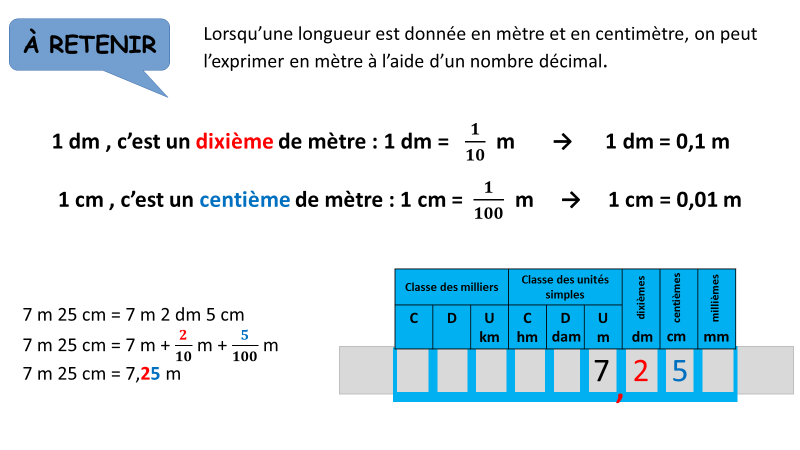 À RETENIR
Lorsqu’une longueur est donnée en mètre et en centimètre, on peut
l’exprimer en mètre à l’aide d’un nombre décimal.
1 dm , c’est un dixième de mètre : 1 dm = 1/10 m → 1 dm = 0,1 m
1 cm , c’est un centième de mètre : 1 cm = 1/100 m → 1 cm = 0,01 m
7 m 25 cm = 7 m 2 dm 5 cm
7 m 25 cm = 7 m + 2/10 m + 5/100 m
7 m 25 cm = 7,25 m
Classe des milliers
Classe des unités
simples
dixièmes
centièmes
millièmes
C D U C D U
km hm dam m dm cm mm
7 , 2 5